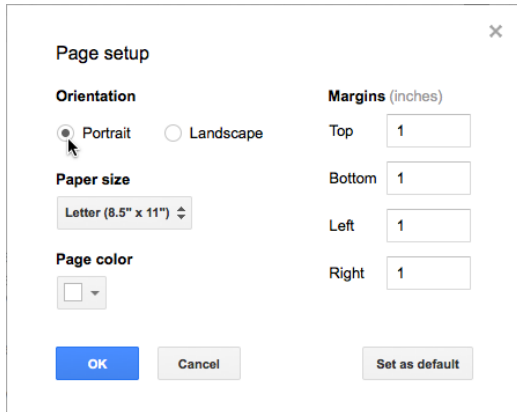 Page setup
Orientation
Portrait Landscape
Paper size
Letter (8.5" x 11")
Page color
Margins (inches)
Top 1
Bottom 1
Left 1
Right 1
OK Cancel Set as default